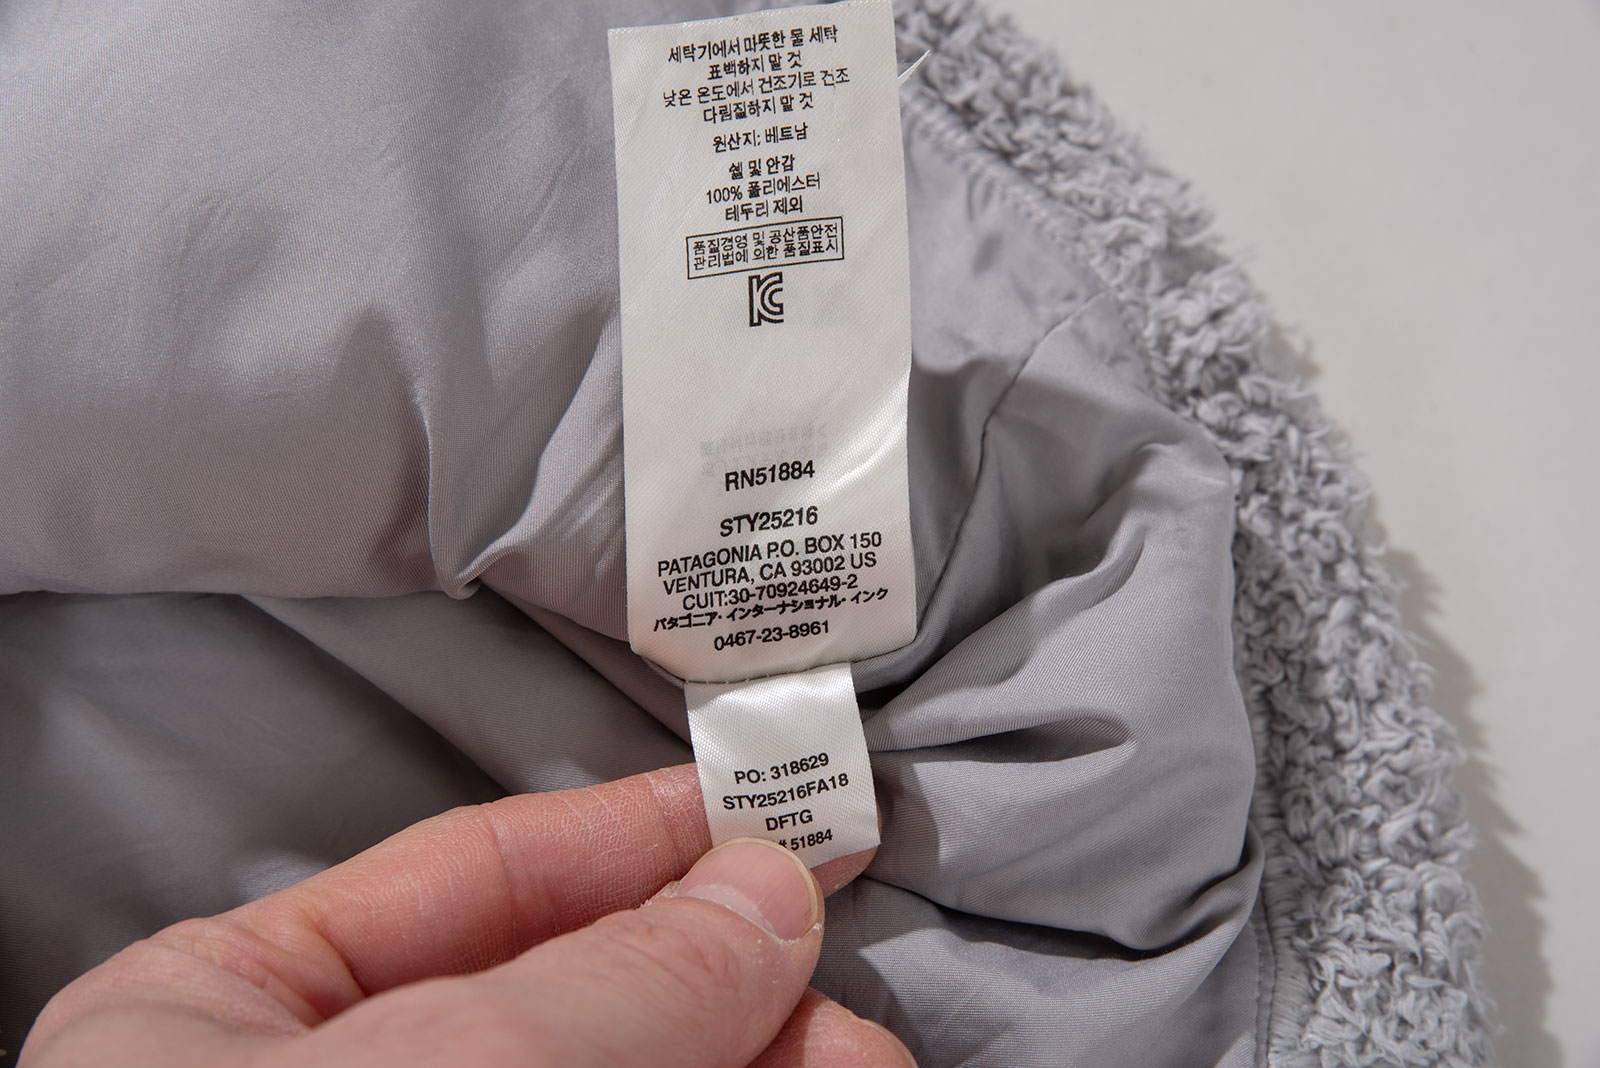 세탁기에서 따뜻한 물 세탁
표백하지 말 것
낮은 온도에서 건조기로 건조
다림질하지 말 것
원산지: 베트남
쉘 및 안감
100% 폴리에스터
테두리 제외
품질경영 및 공산품안전
관리법에 의한 품질표시
KC
RN51884
STY25216
PATAGONIA P.O. BOX 150
VENTURA, CA 93002 US
CUIT:30-70924649-2
パタゴニア・インターナショナル・インク
0467-23-8961
PO: 318629
STY25216FA18
DFTG
# 51884